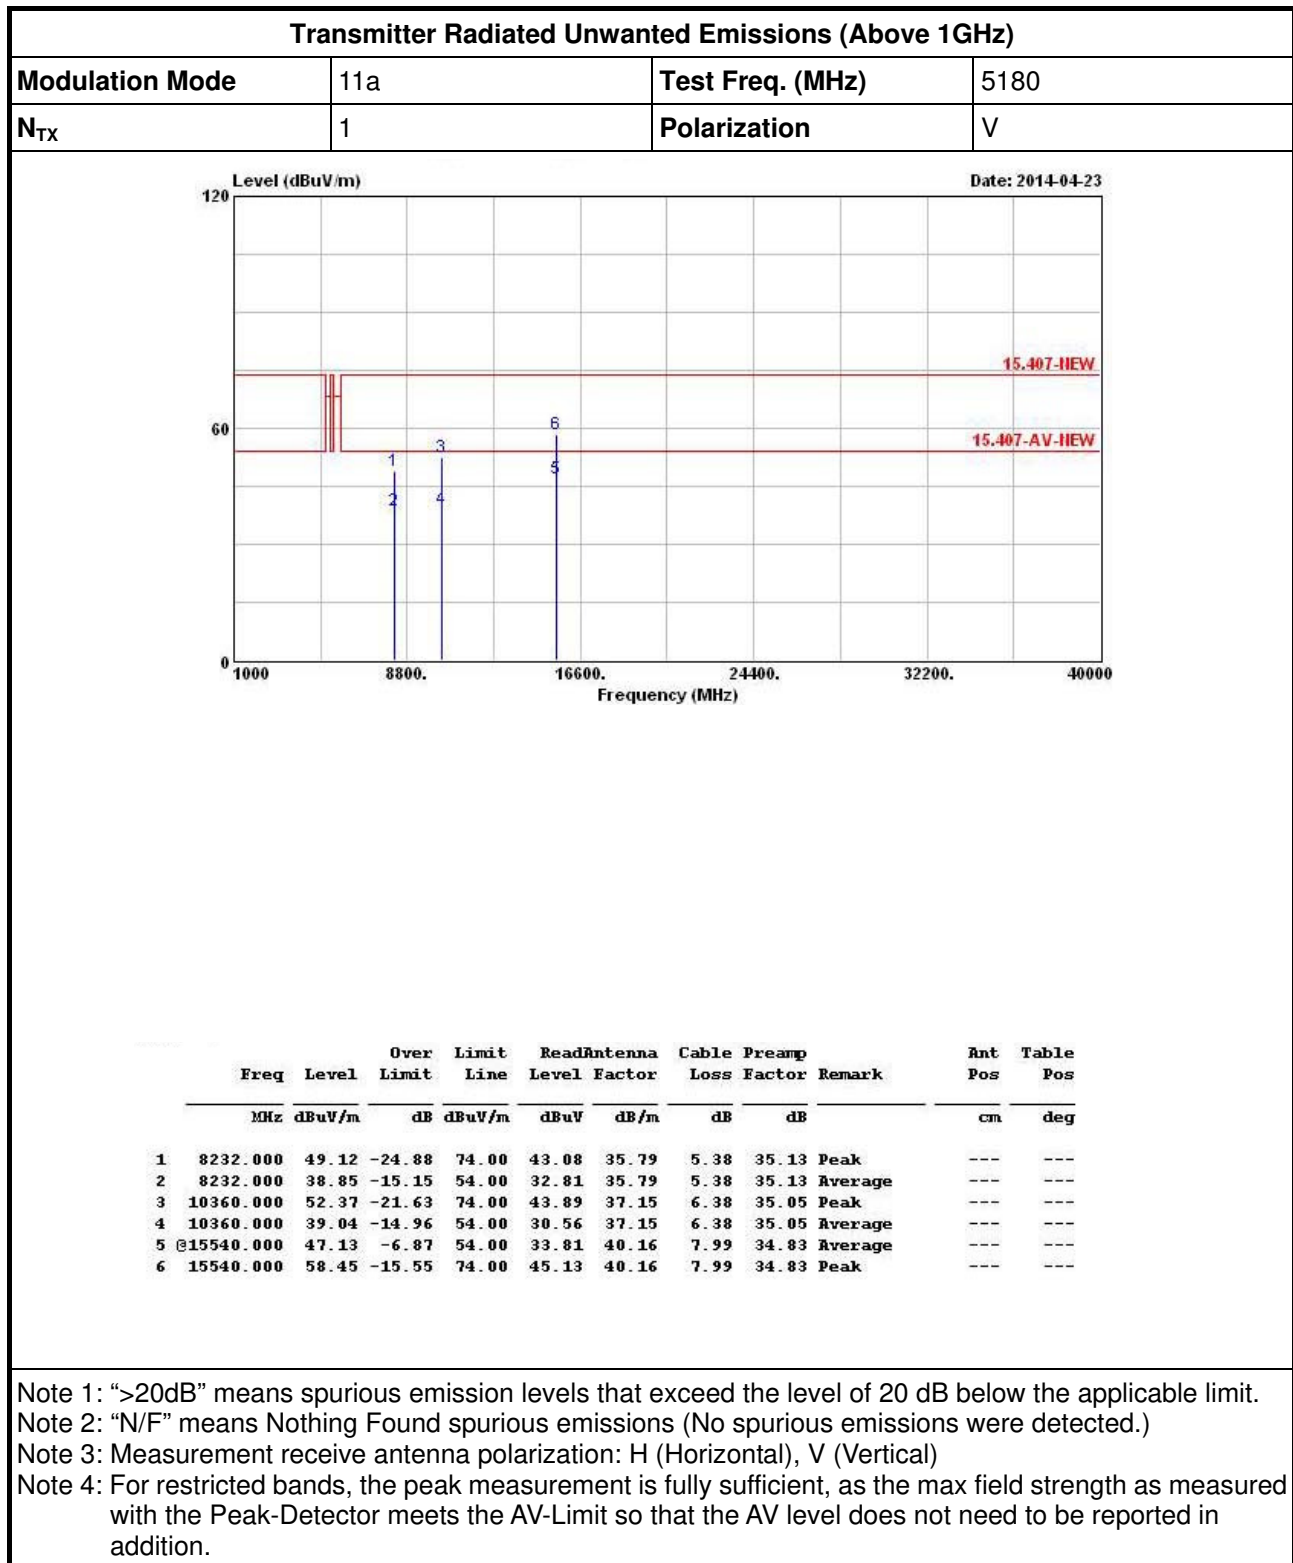 Transmitter Radiated Unwanted Emissions (Above 1GHz)
Modulation Mode 11a Test Freq. (MHz) 5180
NTX 1 Polarization V
Level (dBuV/m) Date: 2014-04-23
120
15.407-NEW
60
15.407-AV-NEW
6
3
1
5
2 4
0
1000 8800. 16600. 24400. 32200. 40000
Frequency (MHz)
Over Limit ReadAntenna Cable Preamp Ant Table
Freq Level Limit Line Level Factor Loss Factor Remark Pos Pos
MHz dBuV/m dB dBuV/m dBuV dB/m dB dB cm deg
1 8232.000 49.12 -24.88 74.00 43.08 35.79 5.38 35.13 Peak --- ---
2 8232.000 38.85 -15.15 54.00 32.81 35.79 5.38 35.13 Average --- ---
3 10360.000 52.37 -21.63 74.00 43.89 37.15 6.38 35.05 Peak --- ---
4 10360.000 39.04 -14.96 54.00 30.56 37.15 6.38 35.05 Average --- ---
5 @15540.000 47.13 -6.87 54.00 33.81 40.16 7.99 34.83 Average --- ---
6 15540.000 58.45 -15.55 74.00 45.13 40.16 7.99 34.83 Peak --- ---
Note 1: “>20dB” means spurious emission levels that exceed the level of 20 dB below the applicable limit.
Note 2: “N/F” means Nothing Found spurious emissions (No spurious emissions were detected.)
Note 3: Measurement receive antenna polarization: H (Horizontal), V (Vertical)
Note 4: For restricted bands, the peak measurement is fully sufficient, as the max field strength as measured
with the Peak-Detector meets the AV-Limit so that the AV level does not need to be reported in
addition.